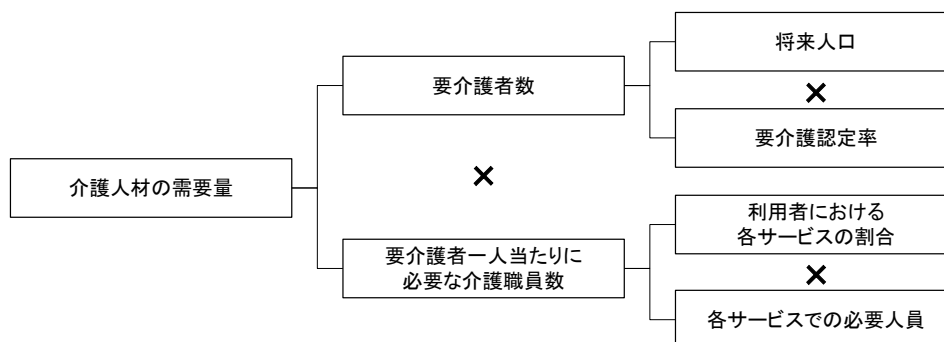 将来人口
要介護者数
×
要介護認定率
介護人材の需要量
×
利用者における
各サービスの割合
要介護者一人当たりに
必要な介護職員数
×
各サービスでの必要人員